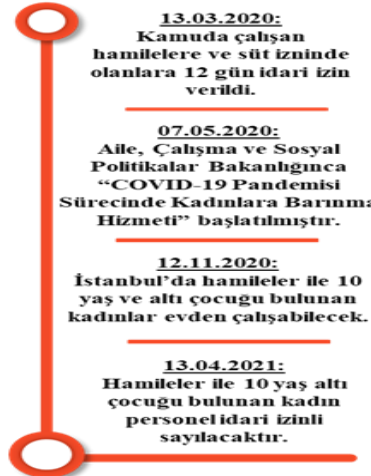 13.03.2020:
Kamuda çalışan
hamilelere ve süt izninde
olanlara 12 gün idari izin
verildi.
07.05.2020:
Aile, Çalışma ve Sosyal
Politikalar Bakanlığınca
“COVID-19 Pandemisi
Sürecinde Kadınlara Barınma
Hizmeti” başlatılmıştır.
12.11.2020:
İstanbul’da hamileler ile 10
yaş ve altı çocuğu bulunan
kadınlar evden çalışabilecek.
13.04.2021:
Hamileler ile 10 yaş altı
çocuğu bulunan kadın
personel idari izinli
sayılacaktır.